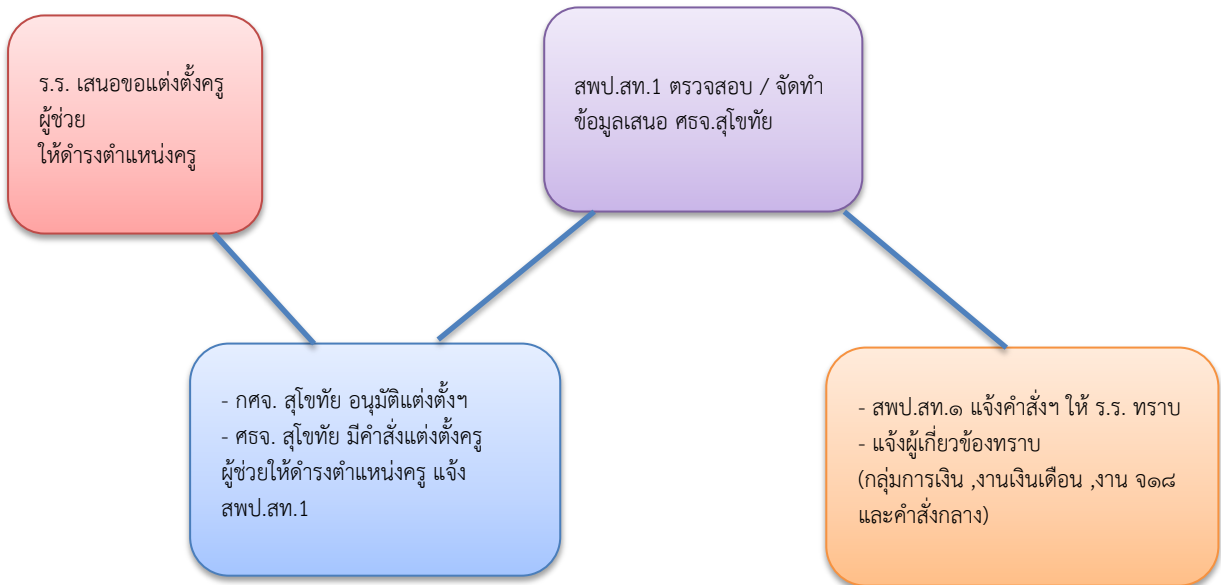 ร.ร. เสนอขอแต่งตั้งครู
ผู้ช่วย
ให้ดำรงตำแหน่งครู
สพป.สท.1 ตรวจสอบ / จัดทำ
ข้อมูลเสนอ ศธจ.สุโขทัย
- กศจ. สุโขทัย อนุมัติแต่งตั้งฯ
- ศธจ. สุโขทัย มีคำสั่งแต่งตั้งครู
ผู้ช่วยให้ดำรงตำแหน่งครู แจ้ง
สพป.สท.1
- สพป.สท.๑ แจ้งคำสั่งฯ ให้ ร.ร. ทราบ
- แจ้งผู้เกี่ยวข้องทราบ
(กลุ่มการเงิน ,งานเงินเดือน ,งาน จ๑๘
และคำสั่งกลาง)